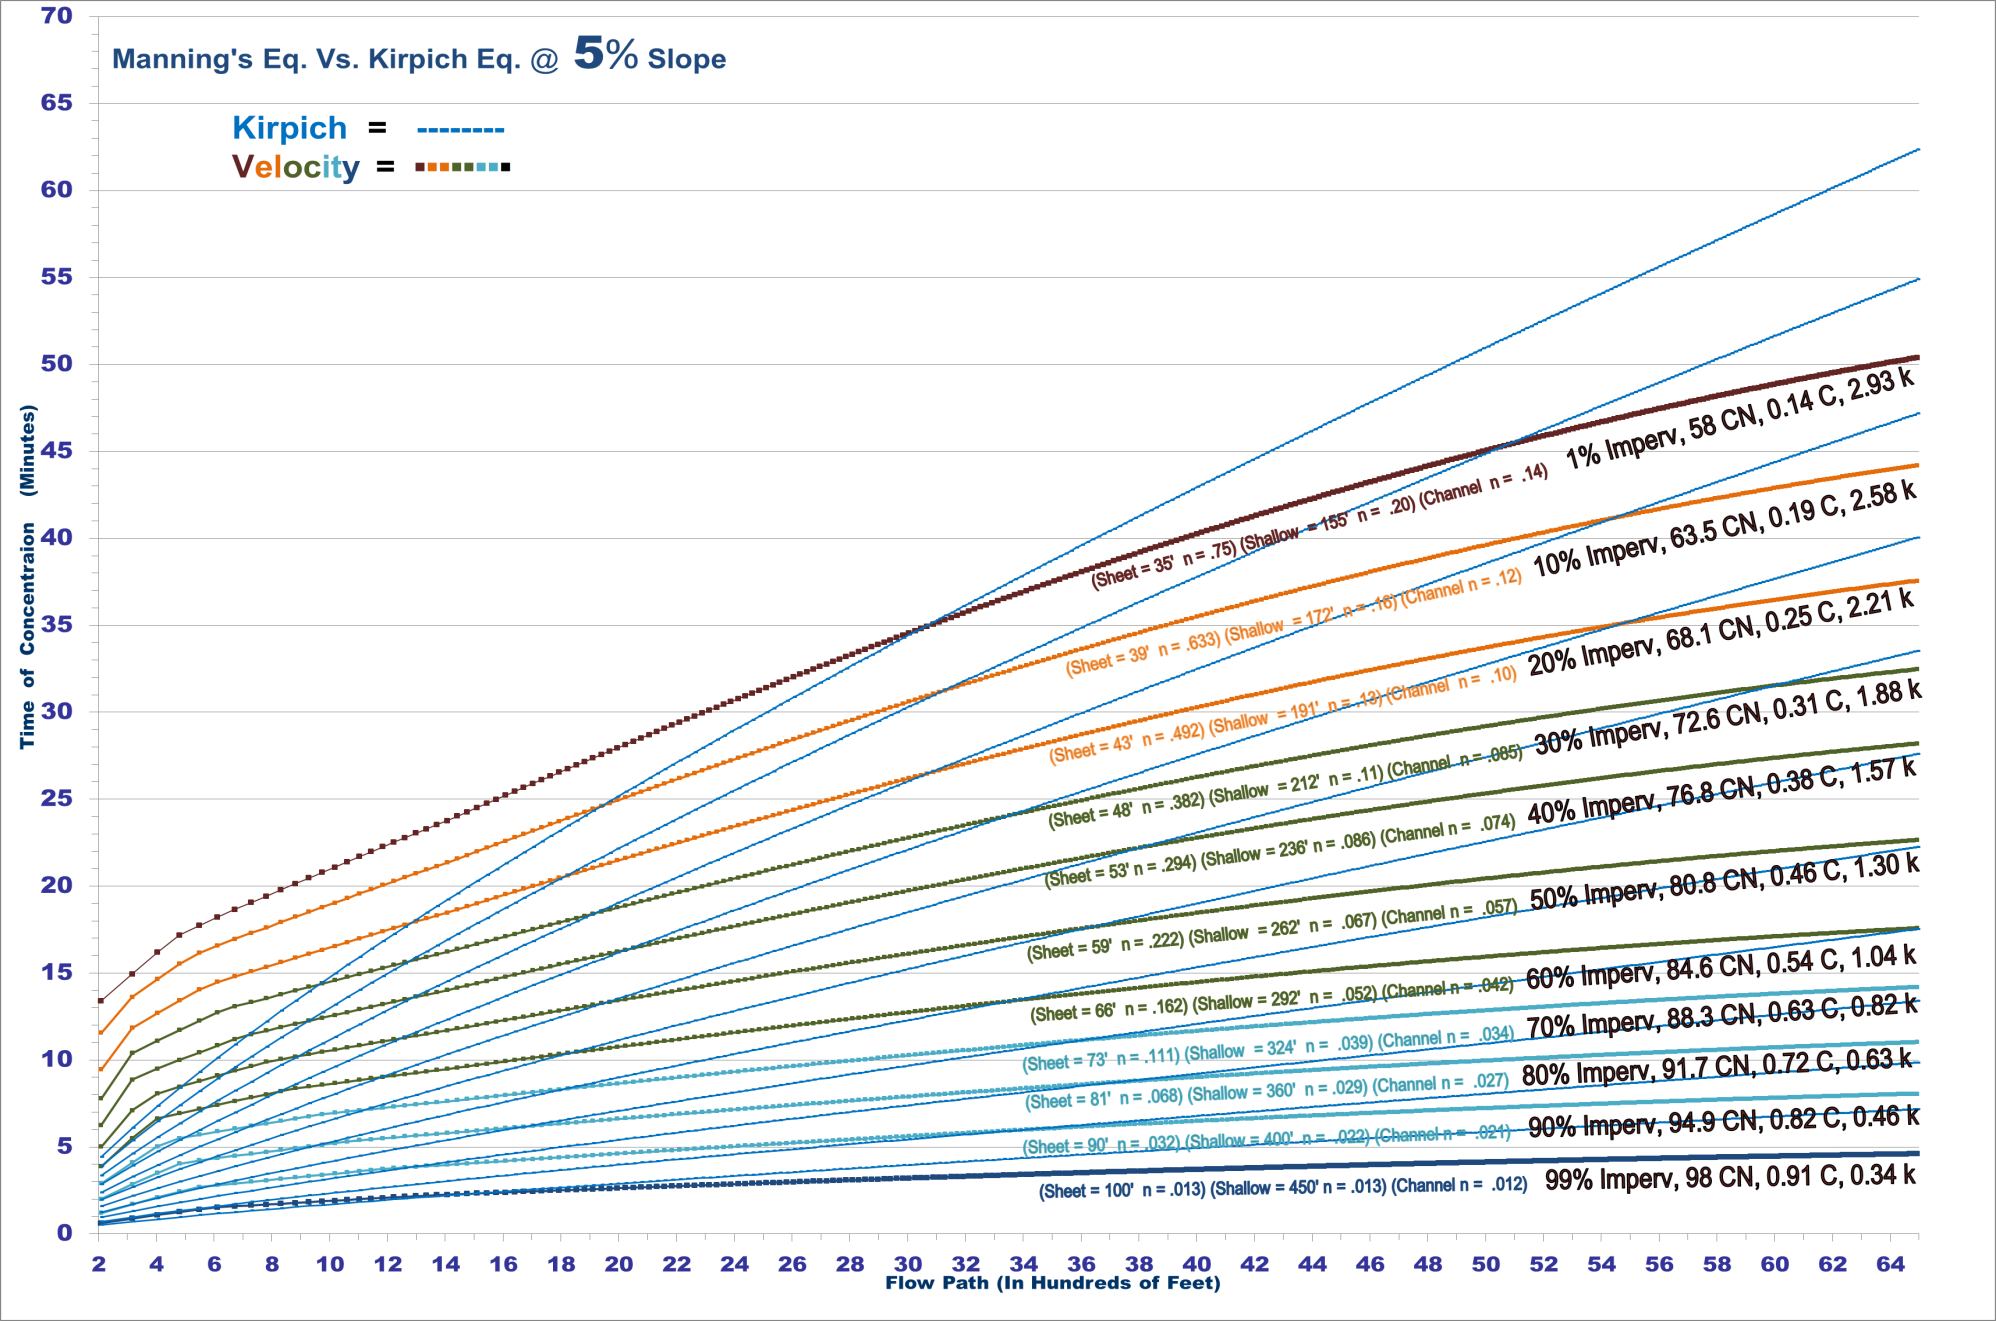 Manning's Eq. Vs. Kirpich Eq. @ 5% Slope
Kirpich = --------
Velocity =
Time of Concentraion (Minutes)
70
65
60
55
50
45
40
35
30
25
20
15
10
5
0
1% Imperv, 58 CN, 0.14 C, 2.93 k
(Sheet = 35' n = .75) (Shallow = 155' n = .20) (Channel n = .14)
10% Imperv, 63.5 CN, 0.19 C, 2.58 k
(Sheet = 39' n = .633) (Shallow = 172' n = .16) (Channel n = .12)
20% Imperv, 68.1 CN, 0.25 C, 2.21 k
(Sheet = 43' n = .492) (Shallow = 191' n = .13) (Channel n = .10)
30% Imperv, 72.6 CN, 0.31 C, 1.88 k
(Sheet = 48' n = .382) (Shallow = 212' n = .11) (Channel n = .085)
40% Imperv, 76.8 CN, 0.38 C, 1.57 k
(Sheet = 53' n = .294) (Shallow = 236' n = .086) (Channel n = .074)
50% Imperv, 80.8 CN, 0.46 C, 1.30 k
(Sheet = 59' n = .222) (Shallow = 262' n = .067) (Channel n = .057)
60% Imperv, 84.6 CN, 0.54 C, 1.04 k
(Sheet = 66' n = .162) (Shallow = 292' n = .052) (Channel n = .042)
70% Imperv, 88.3 CN, 0.63 C, 0.82 k
(Sheet = 73' n = .111) (Shallow = 324' n = .039) (Channel n = .034)
80% Imperv, 91.7 CN, 0.72 C, 0.63 k
(Sheet = 81' n = .068) (Shallow = 360' n = .029) (Channel n = .027)
90% Imperv, 94.9 CN, 0.82 C, 0.46 k
(Sheet = 90' n = .032) (Shallow = 400' n = .022) (Channel n = .021)
99% Imperv, 98 CN, 0.91 C, 0.34 k
(Sheet = 100' n = .013) (Shallow = 450' n = .013) (Channel n = .012)
2 4 6 8 10 12 14 16 18 20 22 24 26 28 30 32 34 36 38 40 42 44 46 48 50 52 54 56 58 60 62 64
Flow Path (In Hundreds of Feet)